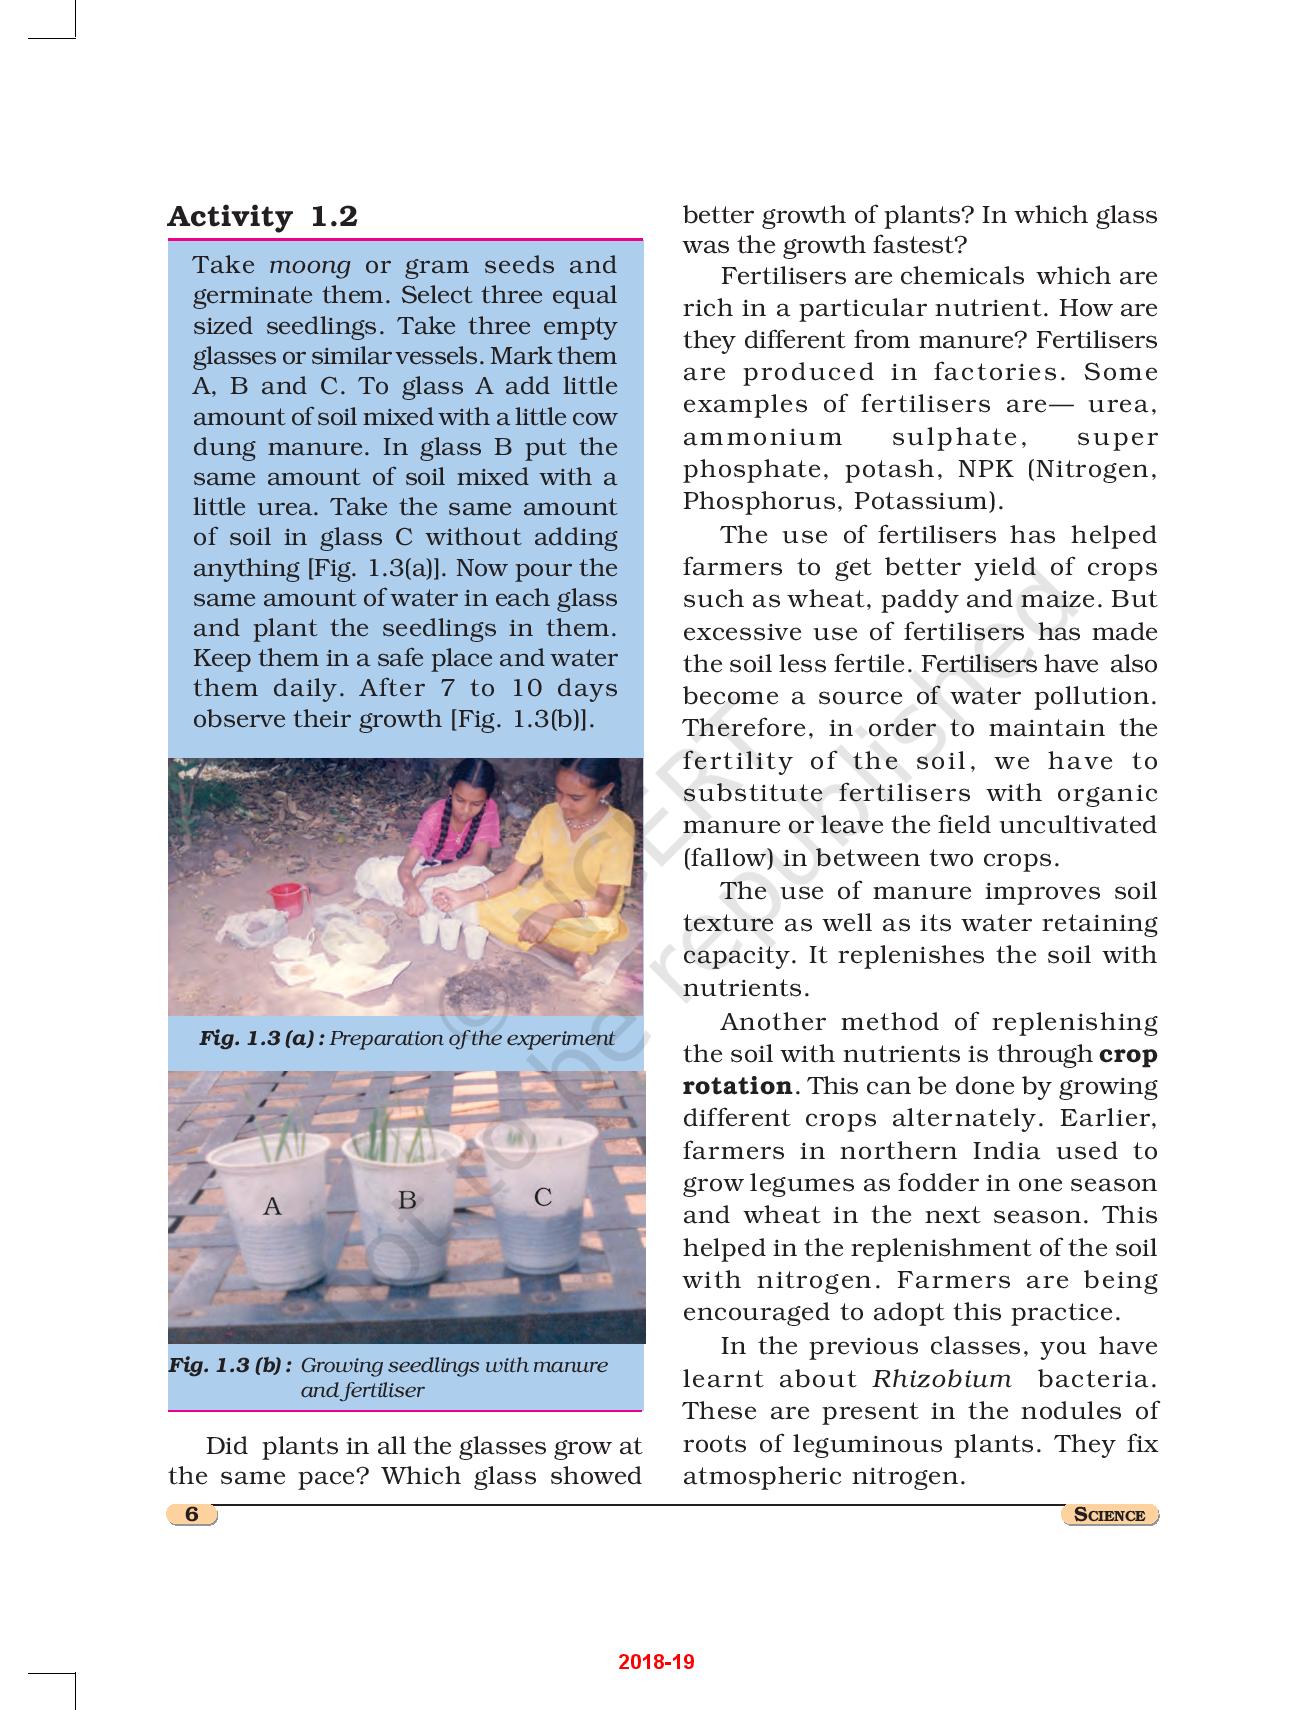 Activity 1.2
Take moong or gram seeds and
germinate them. Select three equal
sized seedlings. Take three empty
glasses or similar vessels. Mark them
A, B and C. To glass A add little
amount of soil mixed with a little cow
dung manure. In glass B put the
same amount of soil mixed with a
little urea. Take the same amount
of soil in glass C without adding
anything [Fig. 1.3(a)]. Now pour the
same amount of water in each glass
and plant the seedlings in them.
Keep them in a safe place and water
them daily. After 7 to 10 days
observe their growth [Fig. 1.3(b)].
Fig. 1.3 (a) : Preparation of the experiment
A
B
C
Fig. 1.3 (b) : Growing seedlings with manure
and fertiliser
Did plants in all the glasses grow at
the same pace? Which glass showed
better growth of plants? In which glass
was the growth fastest?
Fertilisers are chemicals which are
rich in a particular nutrient. How are
they different from manure? Fertilisers
are produced in factories. Some
examples of fertilisers are— urea,
ammonium sulphate, super
phosphate, potash, NPK (Nitrogen,
Phosphorus, Potassium).
The use of fertilisers has helped
farmers to get better yield of crops
such as wheat, paddy and maize. But
excessive use of fertilisers has made
the soil less fertile. Fertilisers have also
become a source of water pollution.
Therefore, in order to maintain the
fertility of the soil, we have to
substitute fertilisers with organic
manure or leave the field uncultivated
(fallow) in between two crops.
The use of manure improves soil
texture as well as its water retaining
capacity. It replenishes the soil with
nutrients.
Another method of replenishing
the soil with nutrients is through crop
rotation. This can be done by growing
different crops alternately. Earlier,
farmers in northern India used to
grow legumes as fodder in one season
and wheat in the next season. This
helped in the replenishment of the soil
with nitrogen. Farmers are being
encouraged to adopt this practice.
In the previous classes, you have
learnt about Rhizobium bacteria.
These are present in the nodules of
roots of leguminous plants. They fix
atmospheric nitrogen.
© NCERT
not to be republished
6
SCIENCE
2018-19